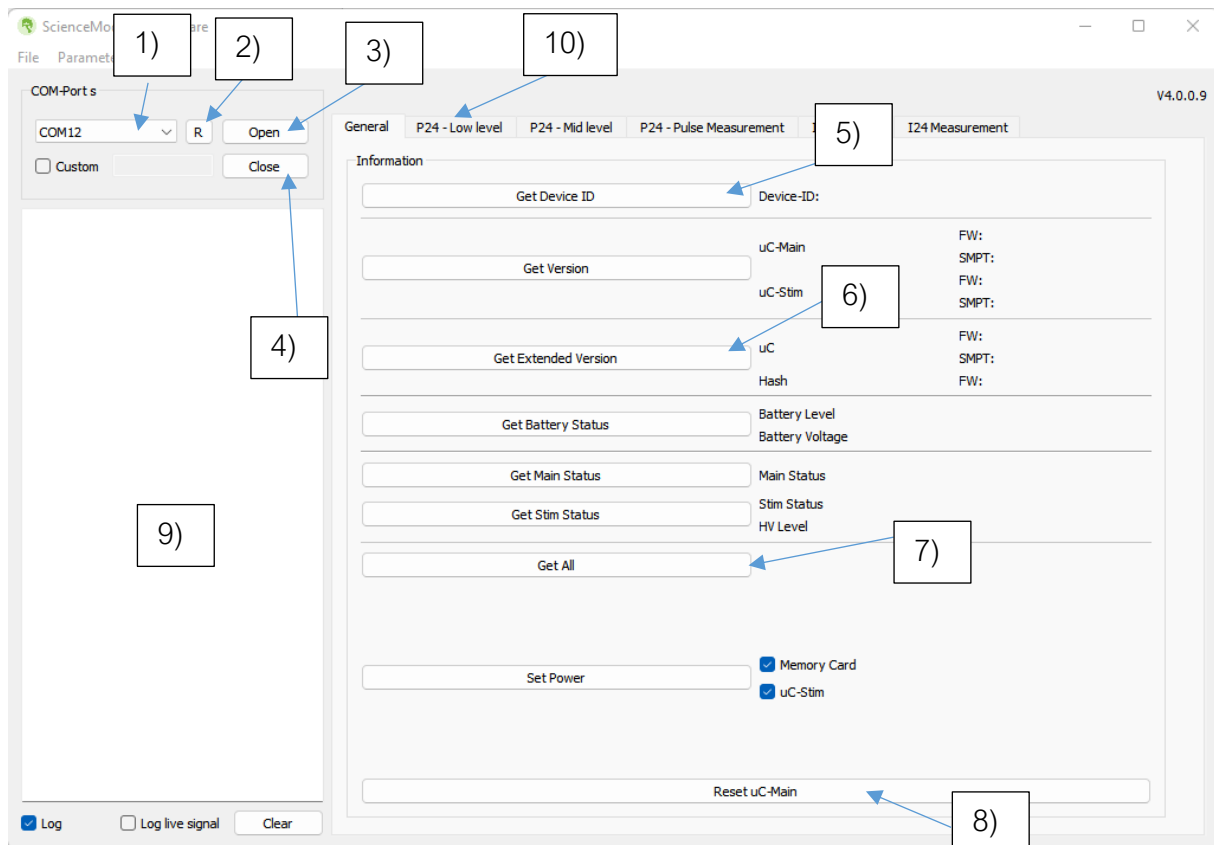 ScienceMo are
1)
2)
3)
10)
File Paramet
COM-Port s
V4.0.0.9
COM12 R Open
Custom Close
General P24 - Low level P24 - Mid level P24 - Pulse Measurement I24 Measurement
5)
Information
Get Device ID Device-ID:
Get Version
uC-Main
FW:
SMPT:
uC-Stim
FW:
SMPT:
6)
4)
Get Extended Version
uC
FW:
SMPT:
Hash FW:
Get Battery Status
Battery Level
Battery Voltage
Get Main Status Main Status
Get Stim Status
Stim Status
HV Level
9)
7)
Get All
Set Power
Memory Card
uC-Stim
Reset uC-Main
8)
Log Log live signal Clear